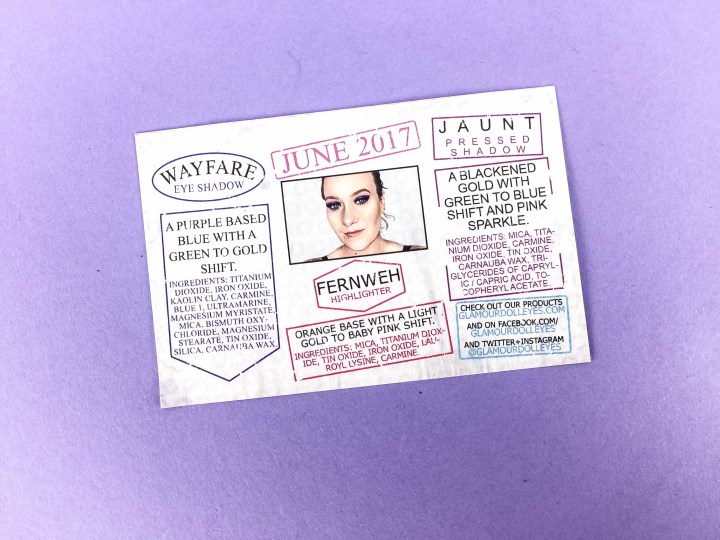 WAYFARE
EYE SHADOW
A PURPLE BASED
BLUE WITH A
GREEN TO GOLD
SHIFT.
INGREDIENTS: TITANIUM
DIOXIDE, IRON OXIDE,
KAOLIN CLAY, CARMINE,
BLUE 1, ULTRAMARINE,
MAGNESIUM MYRISTATE,
MICA, BISMUTH OXY-
CHLORIDE, MAGNESIUM
STEARATE, TIN OXIDE,
SILICA, CARNAUBA WAX.
JUNE 2017
FERNWEH
HIGHLIGHTER
ORANGE BASE WITH A LIGHT
GOLD TO BABY PINK SHIFT.
INGREDIENTS: MICA, TITANIUM DIOX-
IDE, TIN OXIDE, IRON OXIDE, LAU-
ROYL LYSINE, CARMINE.
JAUNT
PRESSED
SHADOW
A BLACKENED
GOLD WITH
GREEN TO BLUE
SHIFT AND PINK
SPARKLE.
INGREDIENTS: MICA, TITA-
NIUM DIOXIDE, CARMINE,
IRON OXIDE, TIN OXIDE,
CARNAUBA WAX, TRI-
GLYCERIDES OF CAPRYL-
IC / CAPRIC ACID, TO-
COPHERYL ACETATE.
CHECK OUT OUR PRODUCTS
GLAMOURDOLLEYES.COM
AND ON FACEBOOK.COM/
GLAMOURDOLLEYES
AND TWITTER+INSTAGRAM
@GLAMOURDOLLEYES